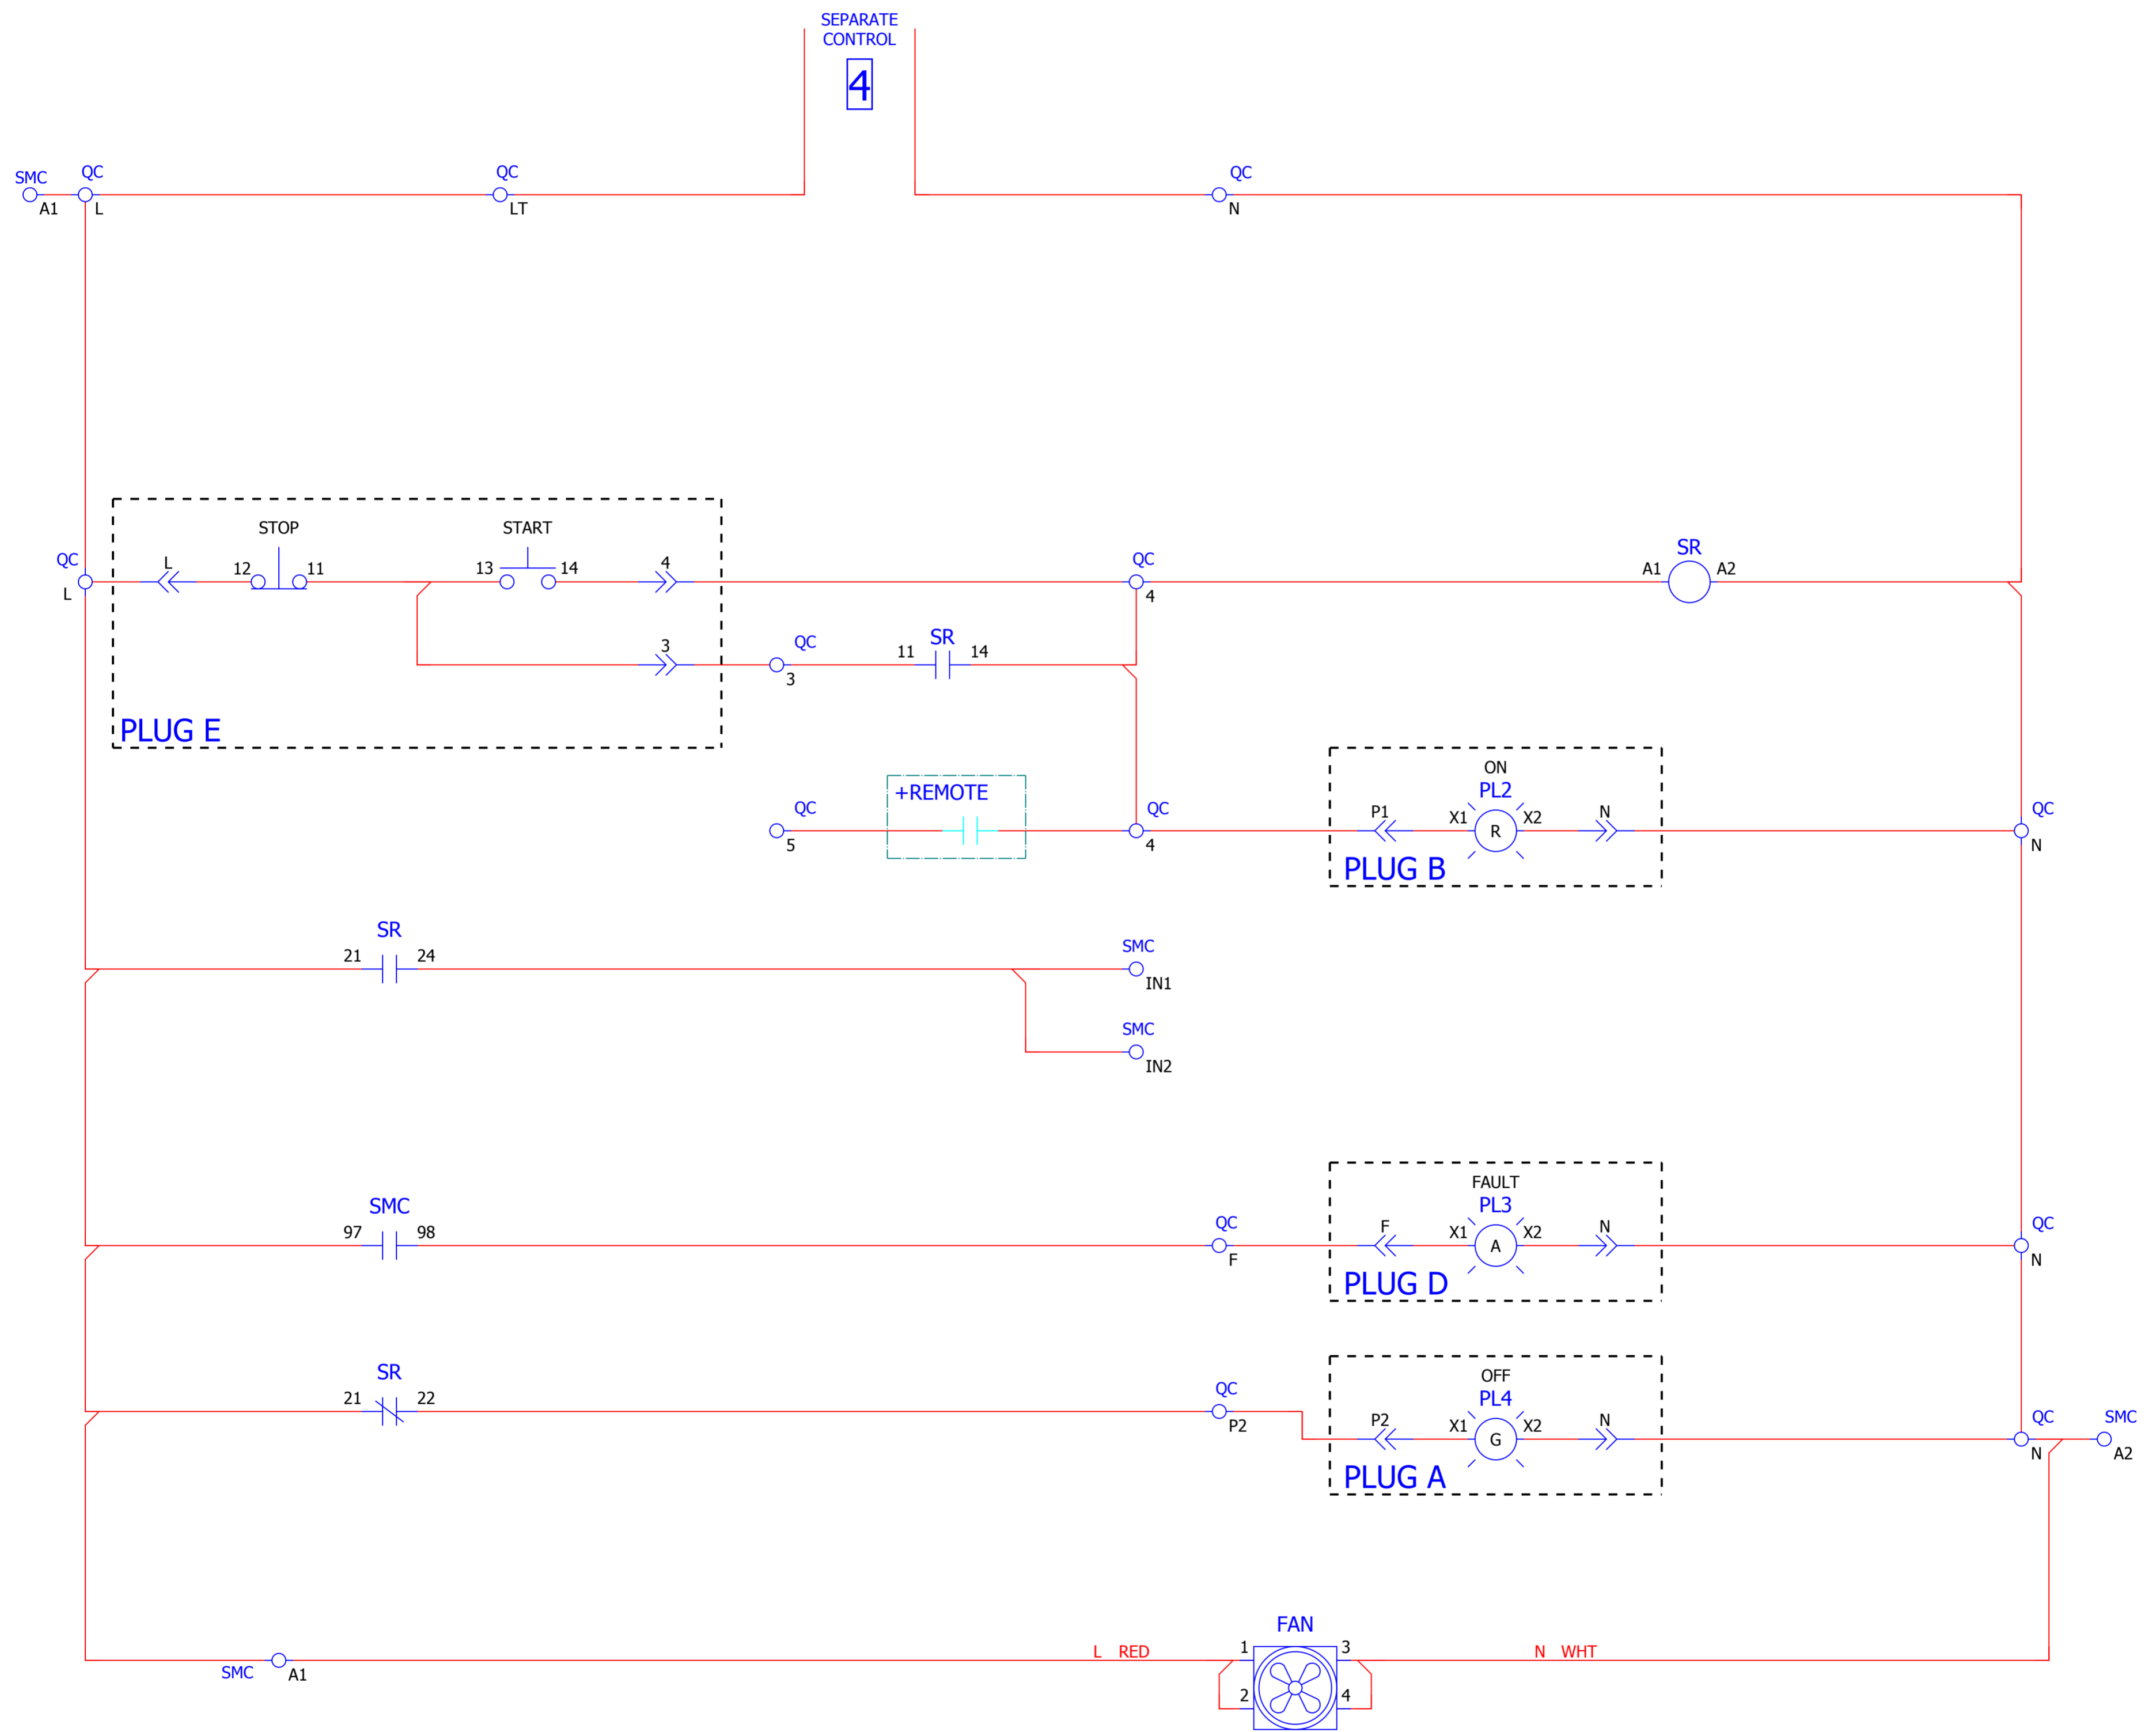 SEPARATE
CONTROL
4
SMC
A1
QC
L
QC
LT
QC
N
QC
L
L
STOP
12
11
START
13
14
4
3
PLUG E
QC
3
SR
11
14
QC
4
SR
A1
A2
QC
5
+REMOTE
QC
4
ON
PL2
P1
X1
R
X2
N
PLUG B
QC
N
SR
21
24
SMC
IN1
SMC
IN2
SMC
97
98
QC
F
FAULT
PL3
F
X1
A
X2
N
PLUG D
QC
N
SR
21
22
QC
P2
OFF
PL4
P2
X1
G
X2
N
PLUG A
QC
N
SMC
A2
SMC
A1
L RED
FAN
1
2
3
4
N WHT